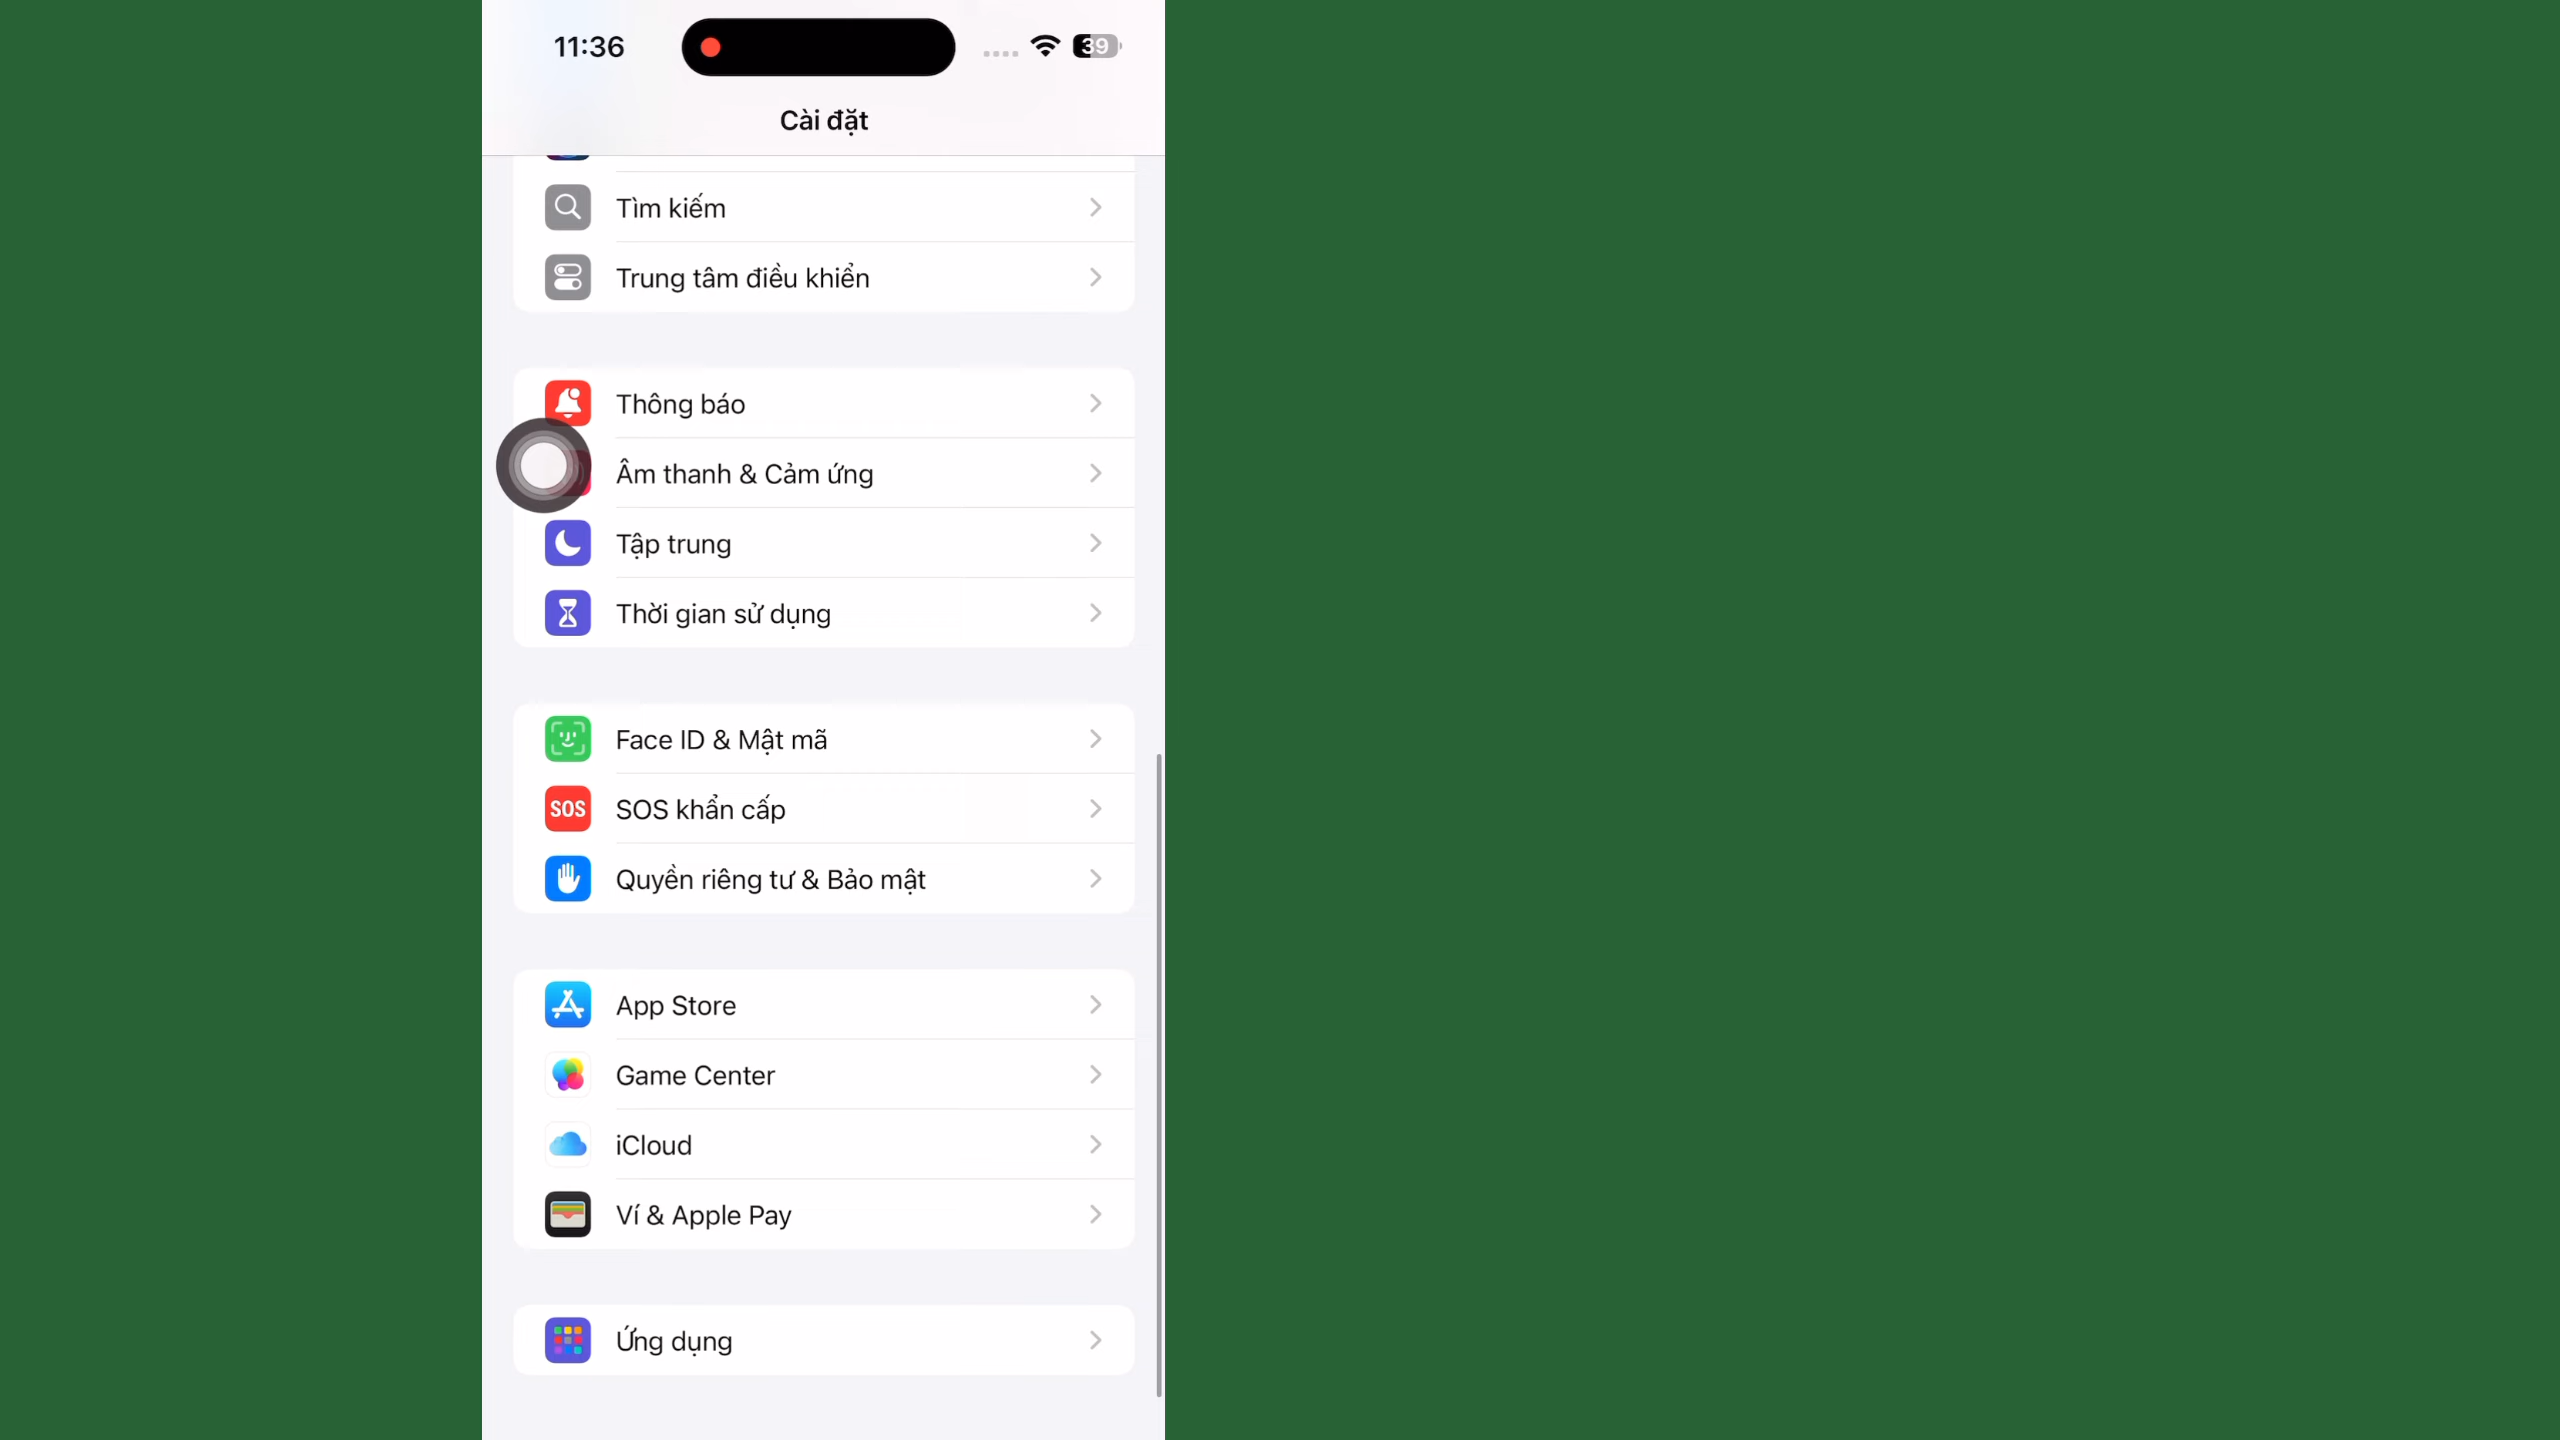 11:36
39
Cài đặt
Tìm kiếm
Trung tâm điều khiển
Thông báo
Âm thanh & Cảm ứng
Tập trung
Thời gian sử dụng
Face ID & Mật mã
SOS
SOS khẩn cấp
Quyền riêng tư & Bảo mật
App Store
Game Center
iCloud
Ví & Apple Pay
Ứng dụng